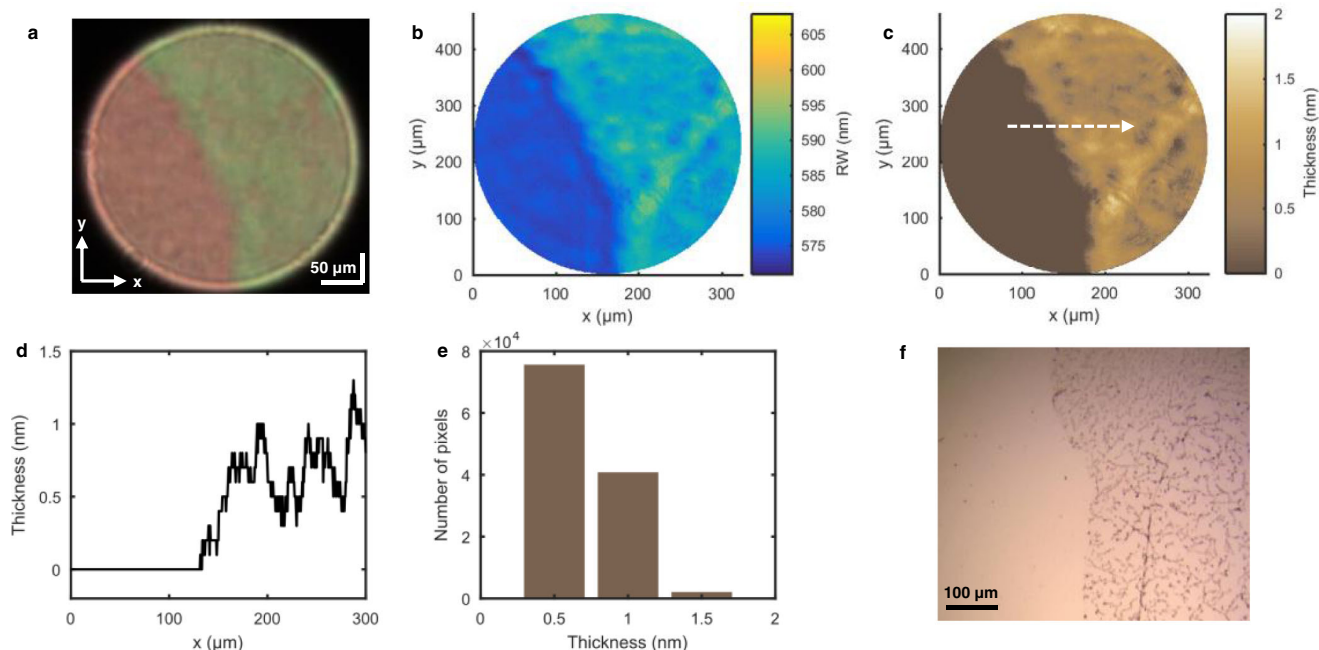 a
y
x
50 µm
b
400
300
200
100
0
y (µm)
0
100
200
300
x (µm)
605
600
595
590
585
580
575
RW (nm)
c
400
300
200
100
0
y (µm)
0
100
200
300
x (µm)
2
1.5
1
0.5
0
Thickness (nm)
d
1.5
1
0.5
0
Thickness (nm)
0
100
200
300
x (µm)
e
×10⁴
8
6
4
2
0
Number of pixels
0
0.5
1
1.5
2
Thickness (nm)
f
100 µm